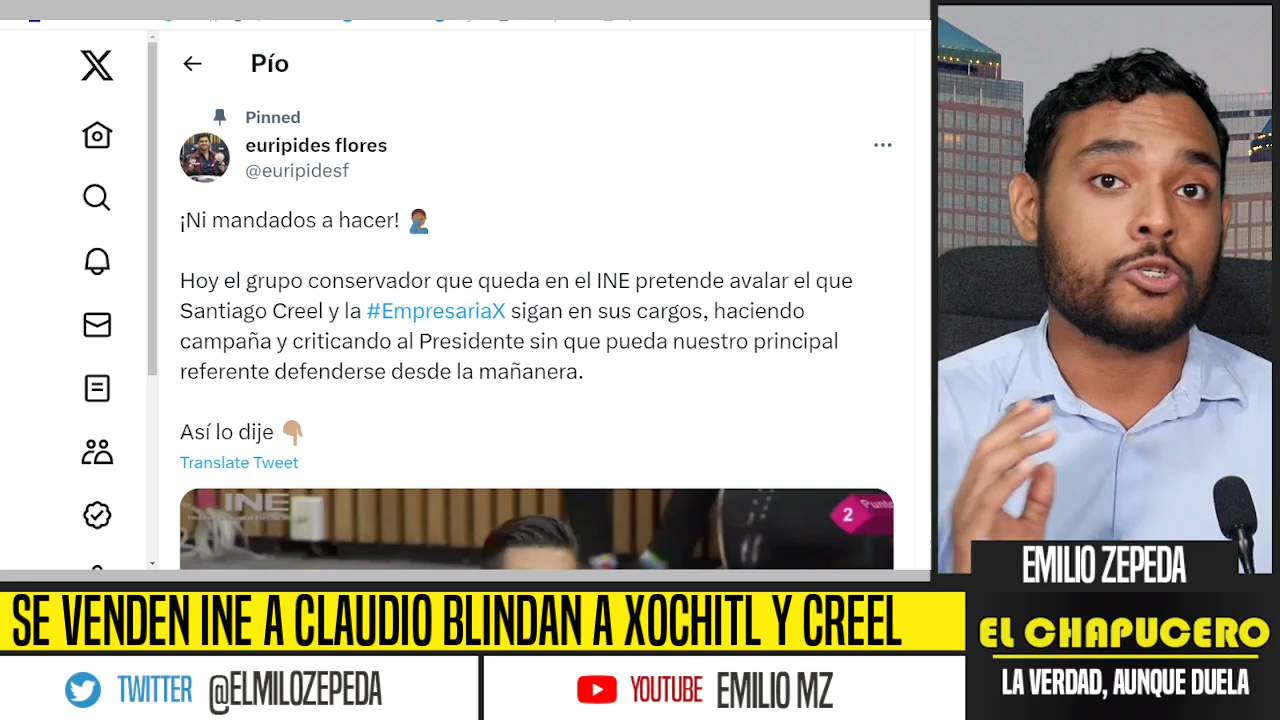 Pío
Pinned
euripides flores
@euripidesf
¡Ni mandados a hacer!
Hoy el grupo conservador que queda en el INE pretende avalar el que
Santiago Creel y la #EmpresariaX sigan en sus cargos, haciendo
campaña y criticando al Presidente sin que pueda nuestro principal
referente defenderse desde la mañanera.
Así lo dije
Translate Tweet
INE
2
EMILIO ZEPEDA
SE VENDEN INE A CLAUDIO BLINDAN A XOCHITL Y CREEL
EL CHAPUCERO
LA VERDAD, AUNQUE DUELA
TWITTER @ELMILOZEPEDA
YOUTUBE EMILIO MZ